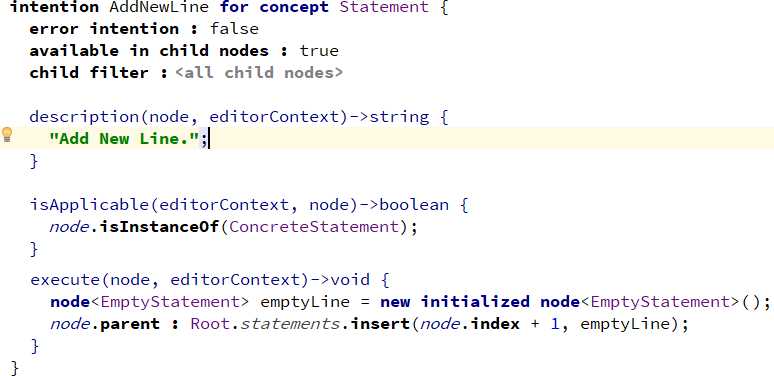 intention AddNewLine for concept Statement {
error intention : false
available in child nodes : true
child filter : <all child nodes>
description(node, editorContext)->string {
"Add New Line.";
}
isApplicable(editorContext, node)->boolean {
node.isInstanceOf(ConcreteStatement);
}
execute(node, editorContext)->void {
node<EmptyStatement> emptyLine = new initialized node<EmptyStatement>();
node.parent : Root.statements.insert(node.index + 1, emptyLine);
}
}